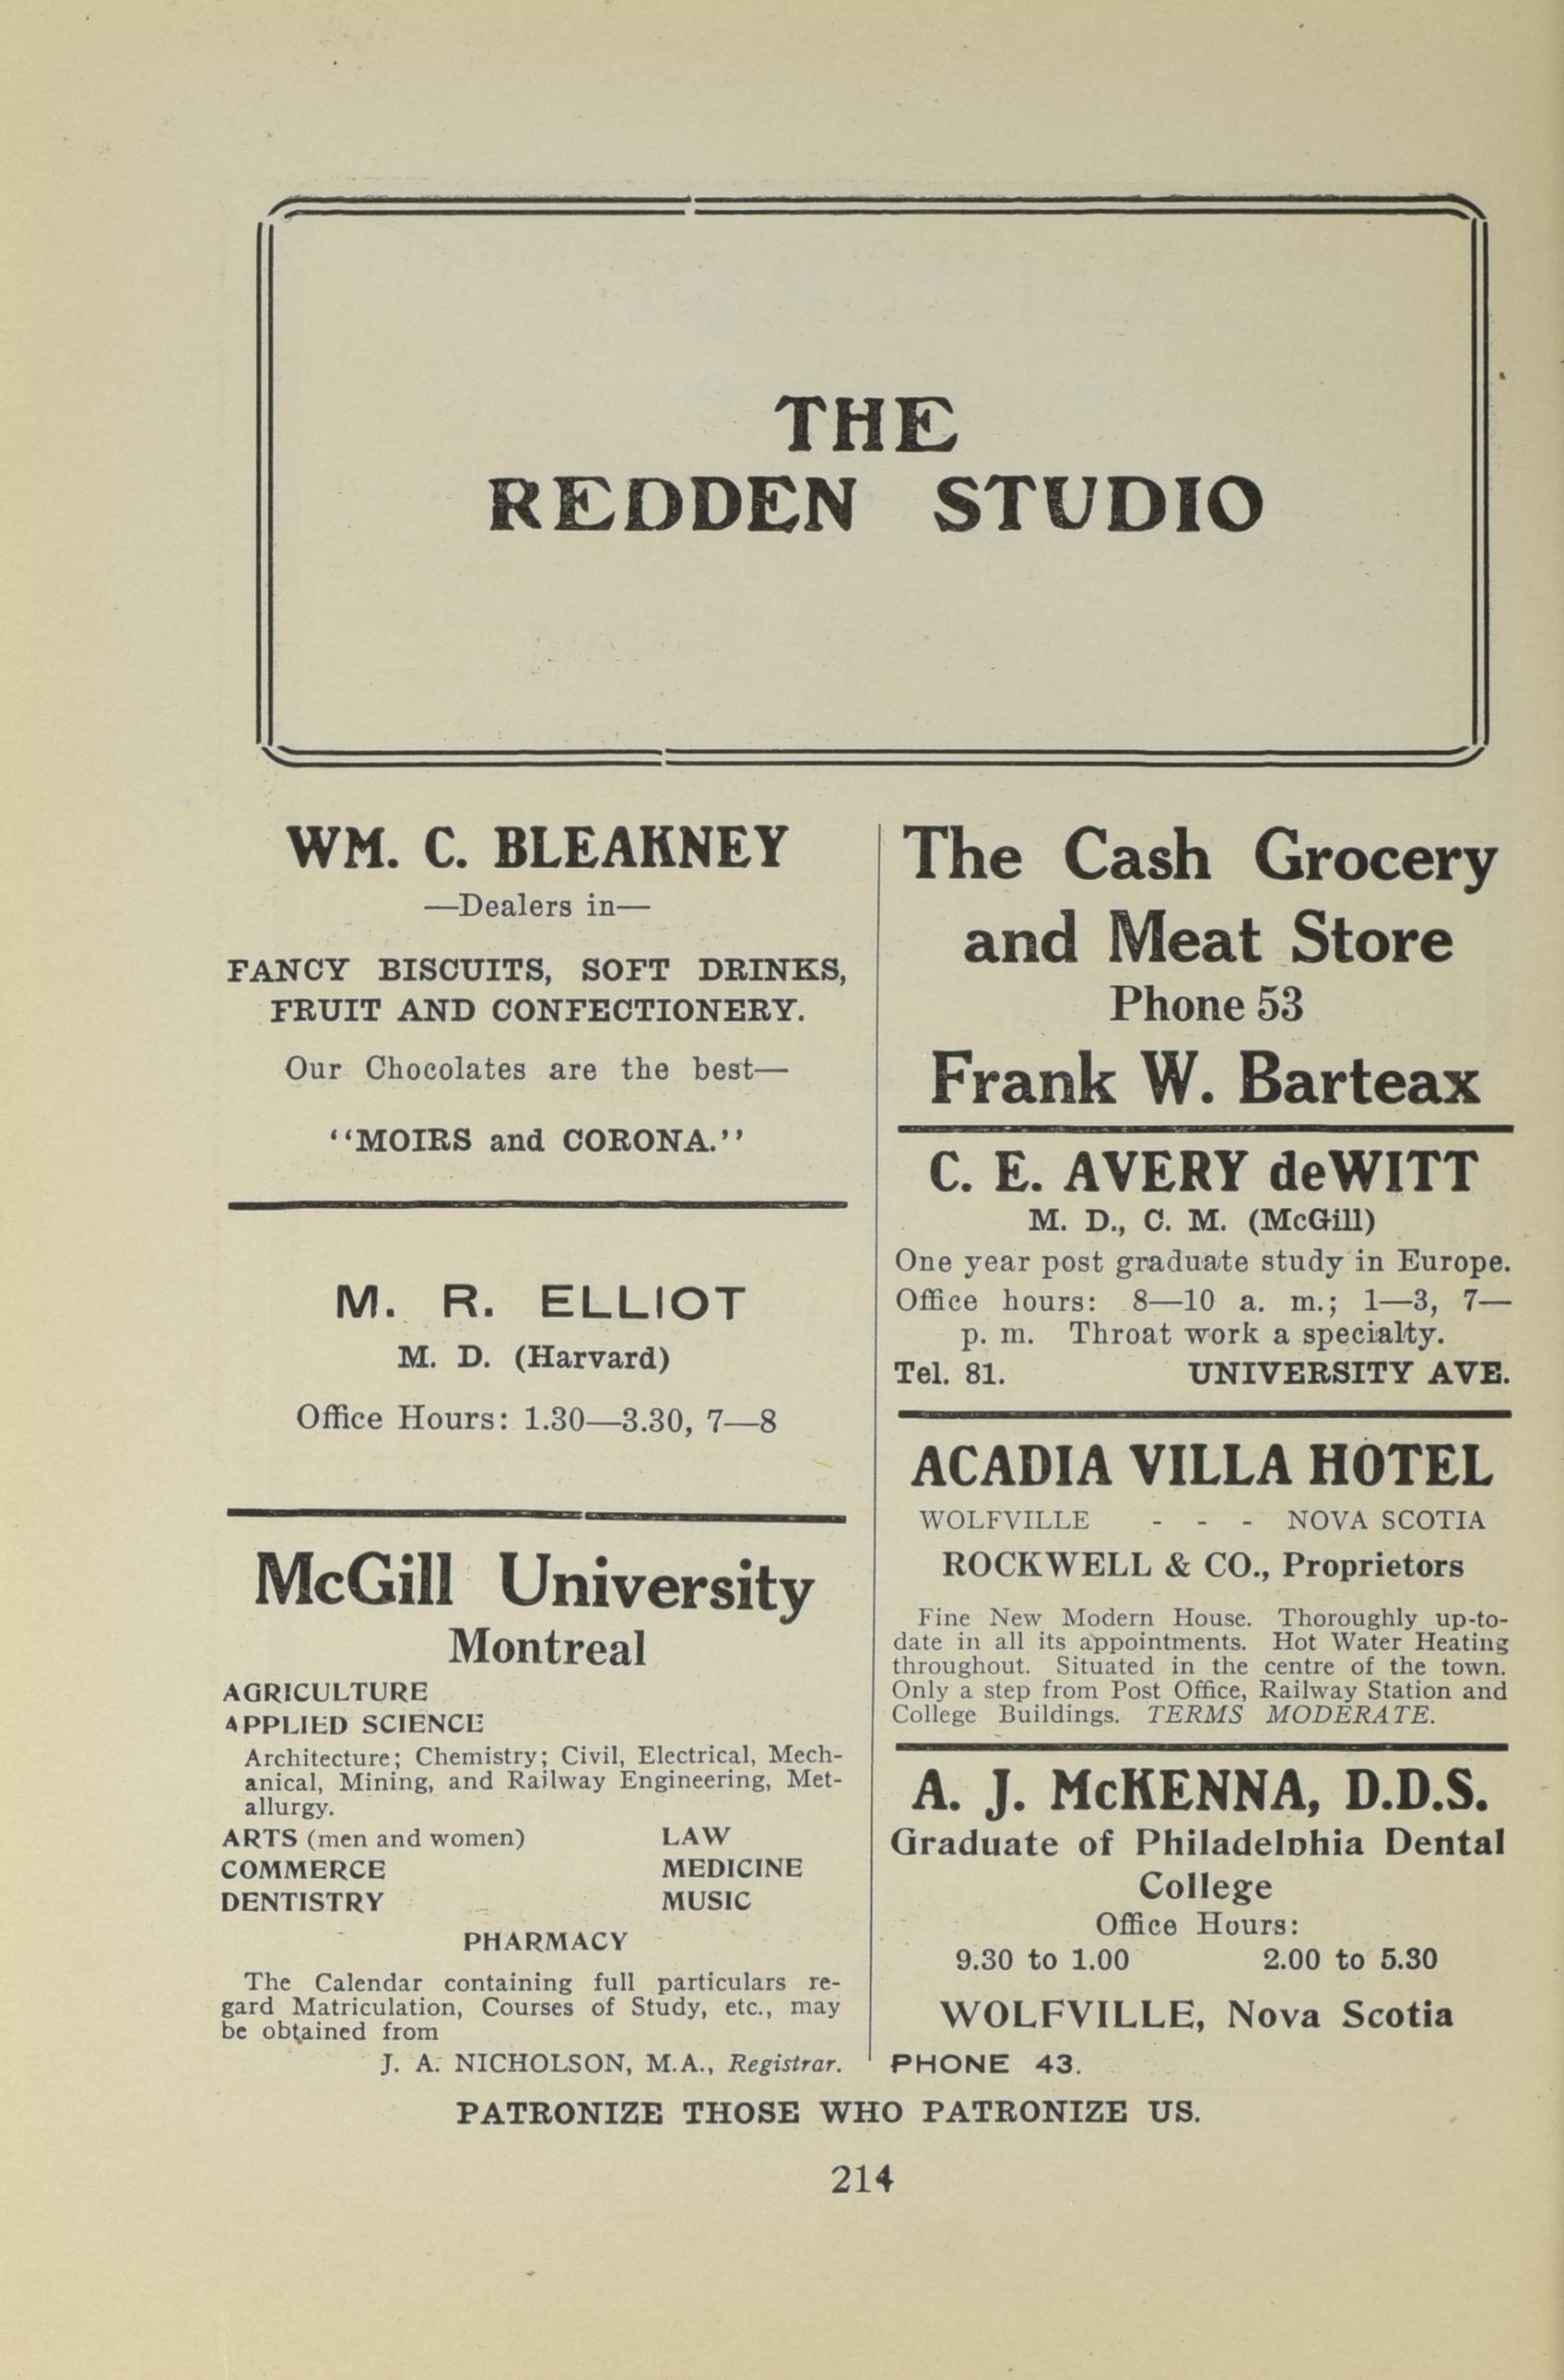 THE
REDDEN STUDIO
WM. C. BLEAKNEY
—Dealers in—
FANCY BISCUITS, SOFT DRINKS,
FRUIT AND CONFECTIONERY.
Our Chocolates are the best—
"MOIRS and CORONA."
M. R. ELLIOT
M. D. (Harvard)
Office Hours: 1.30—3.30, 7—8
McGill University
Montreal
AGRICULTURE
APPLIED SCIENCE
Architecture; Chemistry; Civil, Electrical, Mech-
anical, Mining, and Railway Engineering, Met-
allurgy.
ARTS (men and women) LAW
COMMERCE MEDICINE
DENTISTRY MUSIC
PHARMACY
The Calendar containing full particulars re-
gard Matriculation, Courses of Study, etc., may
be obtained from
J. A. NICHOLSON, M.A., Registrar.
The Cash Grocery
and Meat Store
Phone 53
Frank W. Barteax
C. E. AVERY deWITT
M. D., C. M. (McGill)
One year post graduate study in Europe.
Office hours: 8—10 a. m.; 1—3, 7—
p. m. Throat work a specialty.
Tel. 81. UNIVERSITY AVE.
ACADIA VILLA HOTEL
WOLFVILLE - - - NOVA SCOTIA
ROCKWELL & CO., Proprietors
Fine New Modern House. Thoroughly up-to-
date in all its appointments. Hot Water Heating
throughout. Situated in the centre of the town.
Only a step from Post Office, Railway Station and
College Buildings. TERMS MODERATE.
A. J. McKENNA, D.D.S.
Graduate of Philadelphia Dental
College
Office Hours:
9.30 to 1.00 2.00 to 5.30
WOLFVILLE, Nova Scotia
PHONE 43.
PATRONIZE THOSE WHO PATRONIZE US.
214